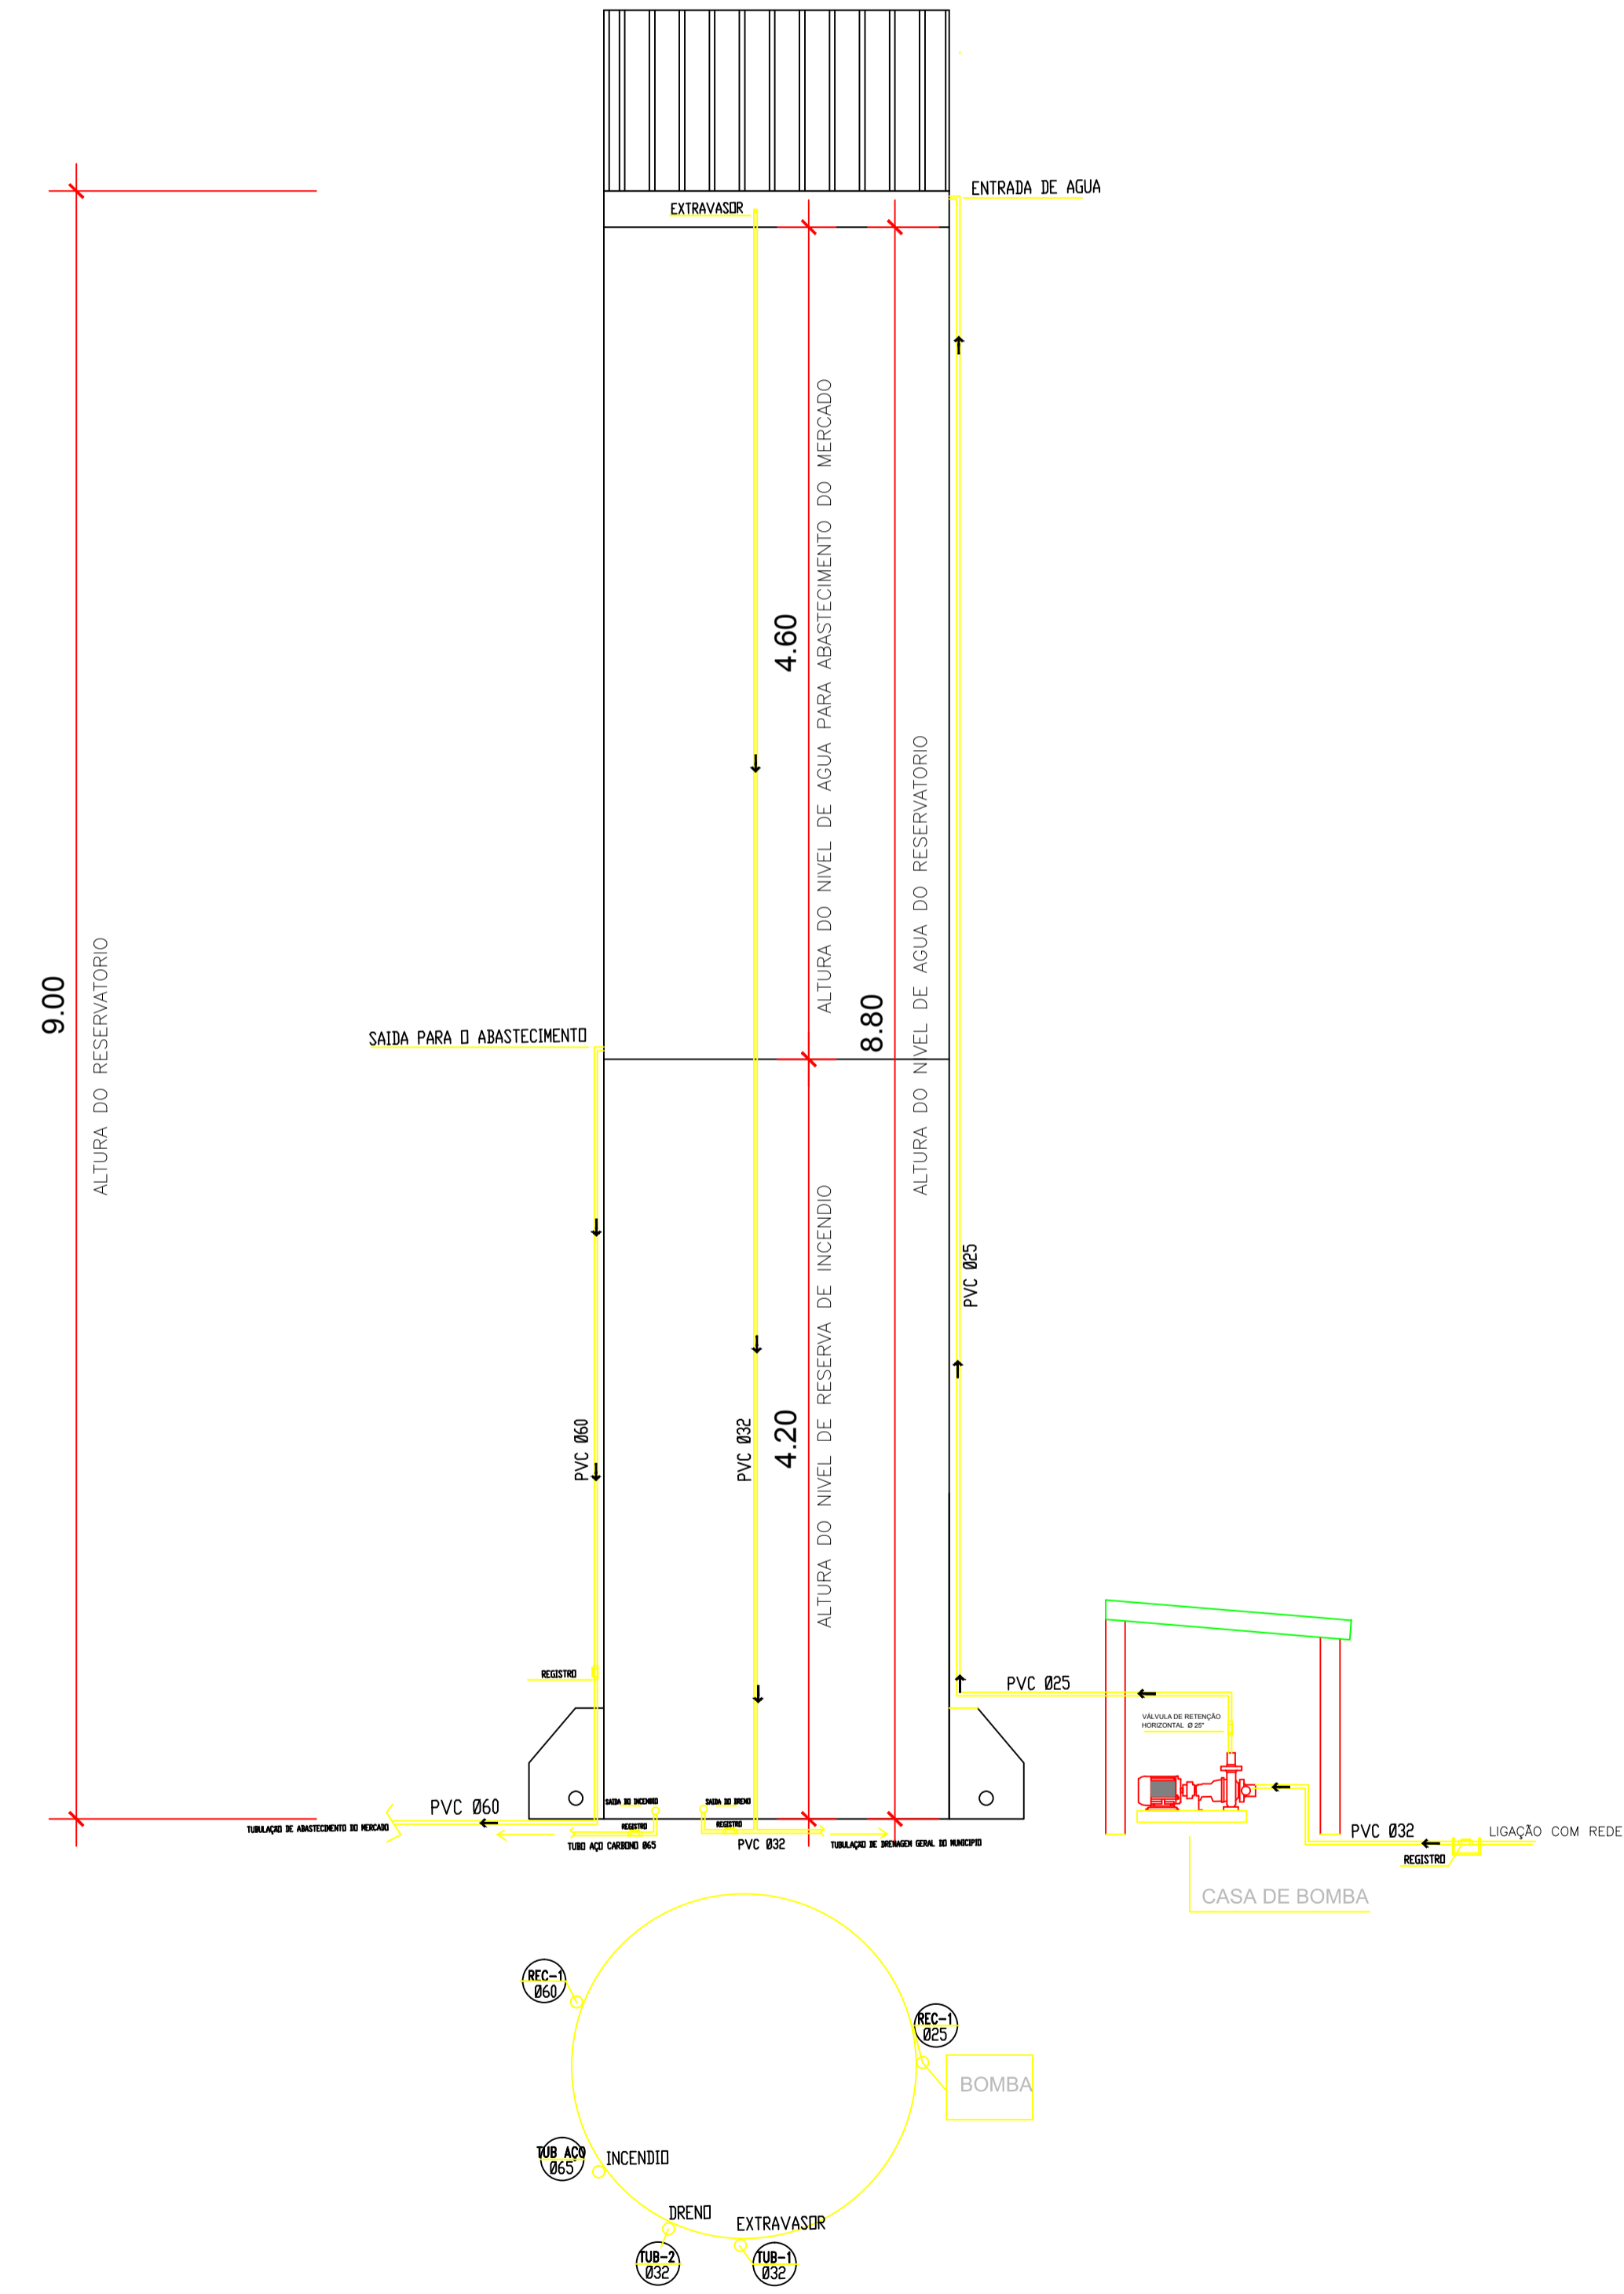 ENTRADA DE AGUA
EXTRAVASOR
4.60
ALTURA DO NIVEL DE AGUA PARA ABASTECIMENTO DO MERCADO
9.00
ALTURA DO RESERVATORIO
8.80
ALTURA DO NIVEL DE AGUA DO RESERVATORIO
SAIDA PARA O ABASTECIMENTO
PVC Ø25
4.20
ALTURA DO NIVEL DE RESERVA DE INCENDIO
PVC Ø60
PVC Ø32
REGISTRO
PVC Ø25
VÁLVULA DE RETENÇÃO
HORIZONTAL Ø 25"
SAIDA DO INCENDIO
SAIDA DO DRENO
PVC Ø60
TUBULAÇÃO DE ABASTECIMENTO DO MERCADO
REGISTRO
REGISTRO
TUBO AÇO CARBONO Ø65
PVC Ø32
TUBULAÇAO DE DRENAGEM GERAL DO MUNICIPIO
PVC Ø32
LIGAÇÃO COM REDE
REGISTRO
CASA DE BOMBA
REC-1
Ø60
REC-1
Ø25
BOMBA
TUB AÇO
Ø65
INCENDIO
DRENO
EXTRAVASOR
TUB-2
Ø32
TUB-1
Ø32